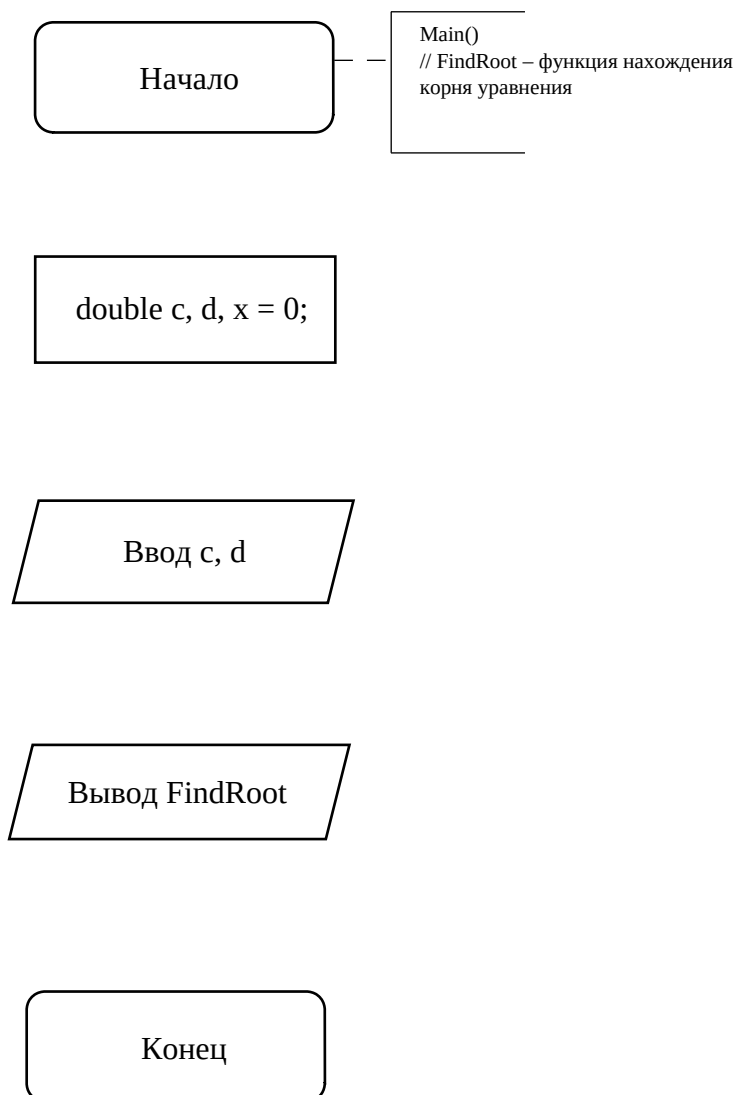 Начало
Main()
// FindRoot – функция нахождения
корня уравнения
double c, d, x = 0;
Ввод c, d
Вывод FindRoot
Конец